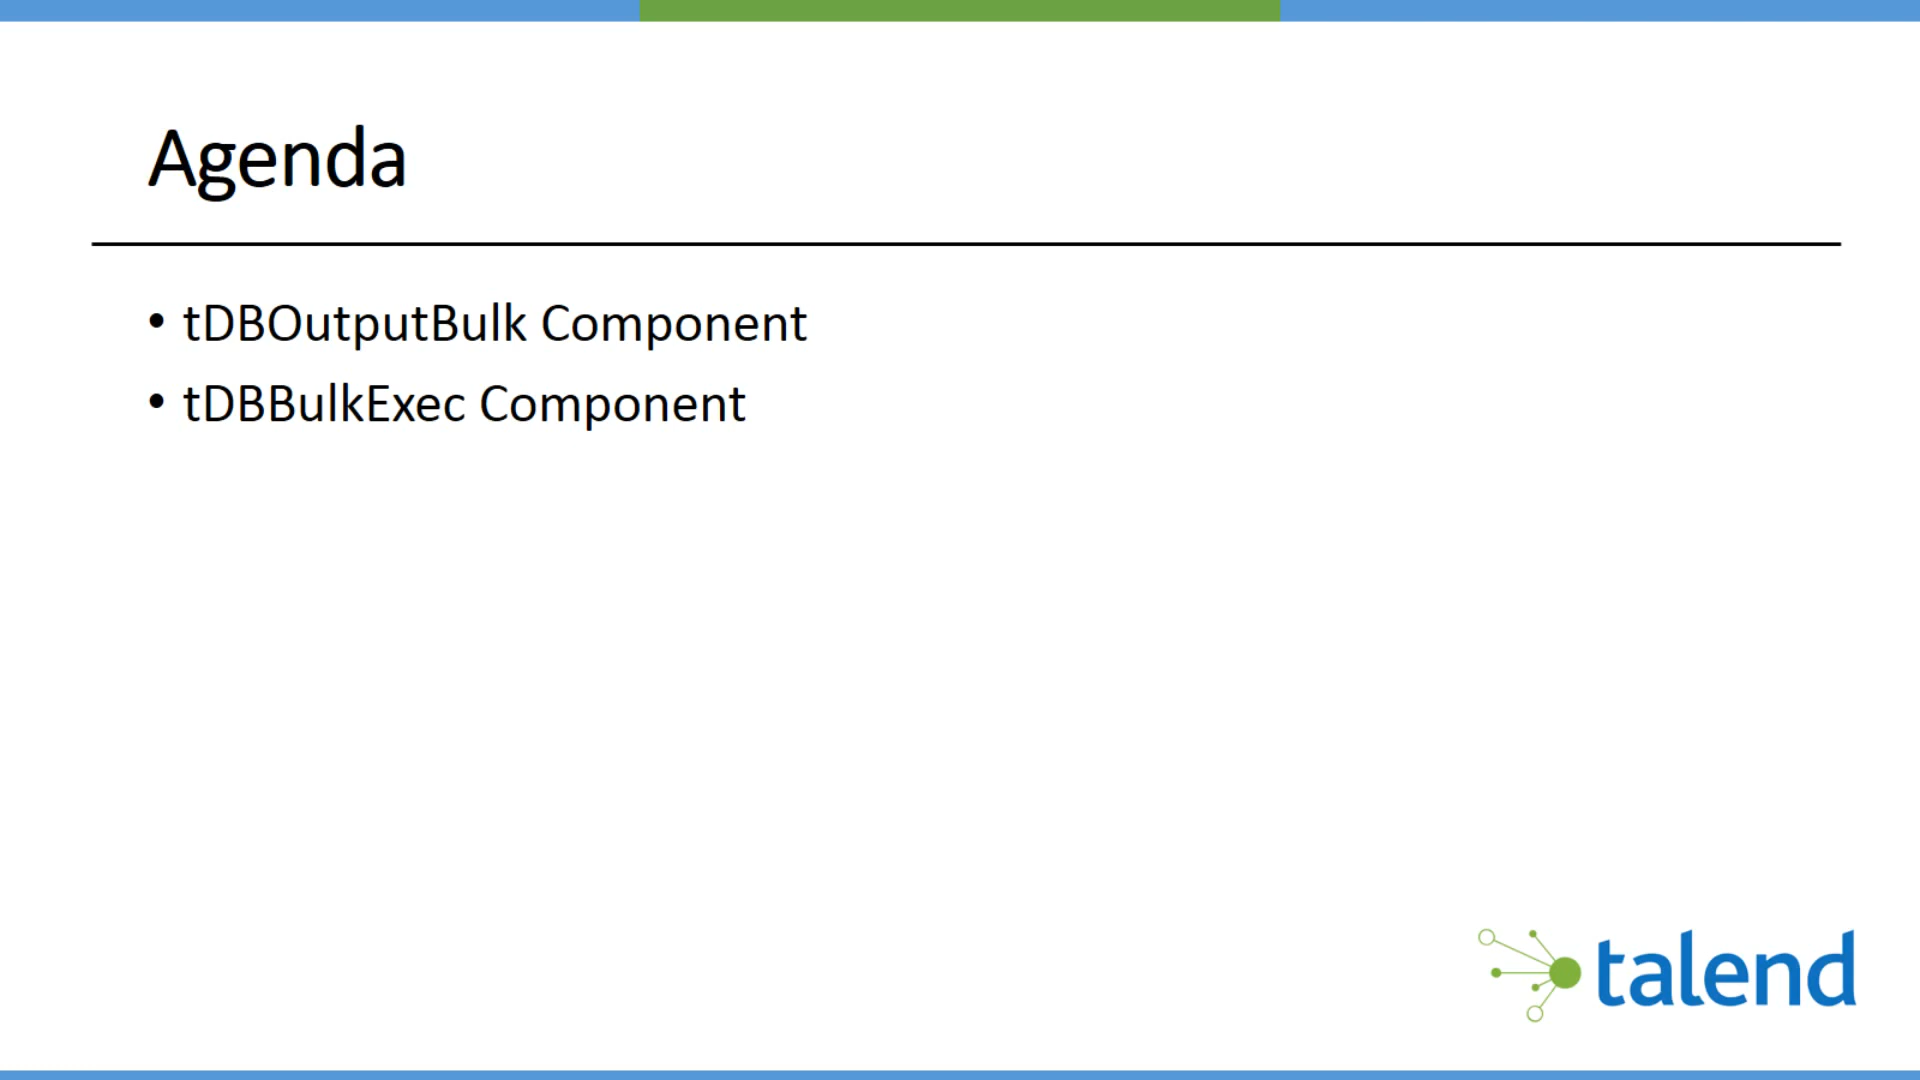 Agenda
• tDBOutputBulk Component
• tDBBulkExec Component
talend